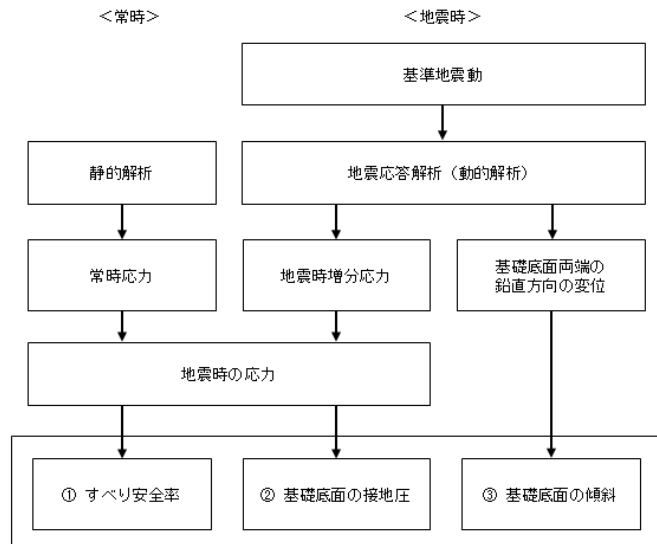 ＜常時＞
＜地震時＞
基準地震動
静的解析
地震応答解析（動的解析）
常時応力
地震時増分応力
基礎底面両端の
鉛直方向の変位
地震時の応力
① すべり安全率
② 基礎底面の接地圧
③ 基礎底面の傾斜